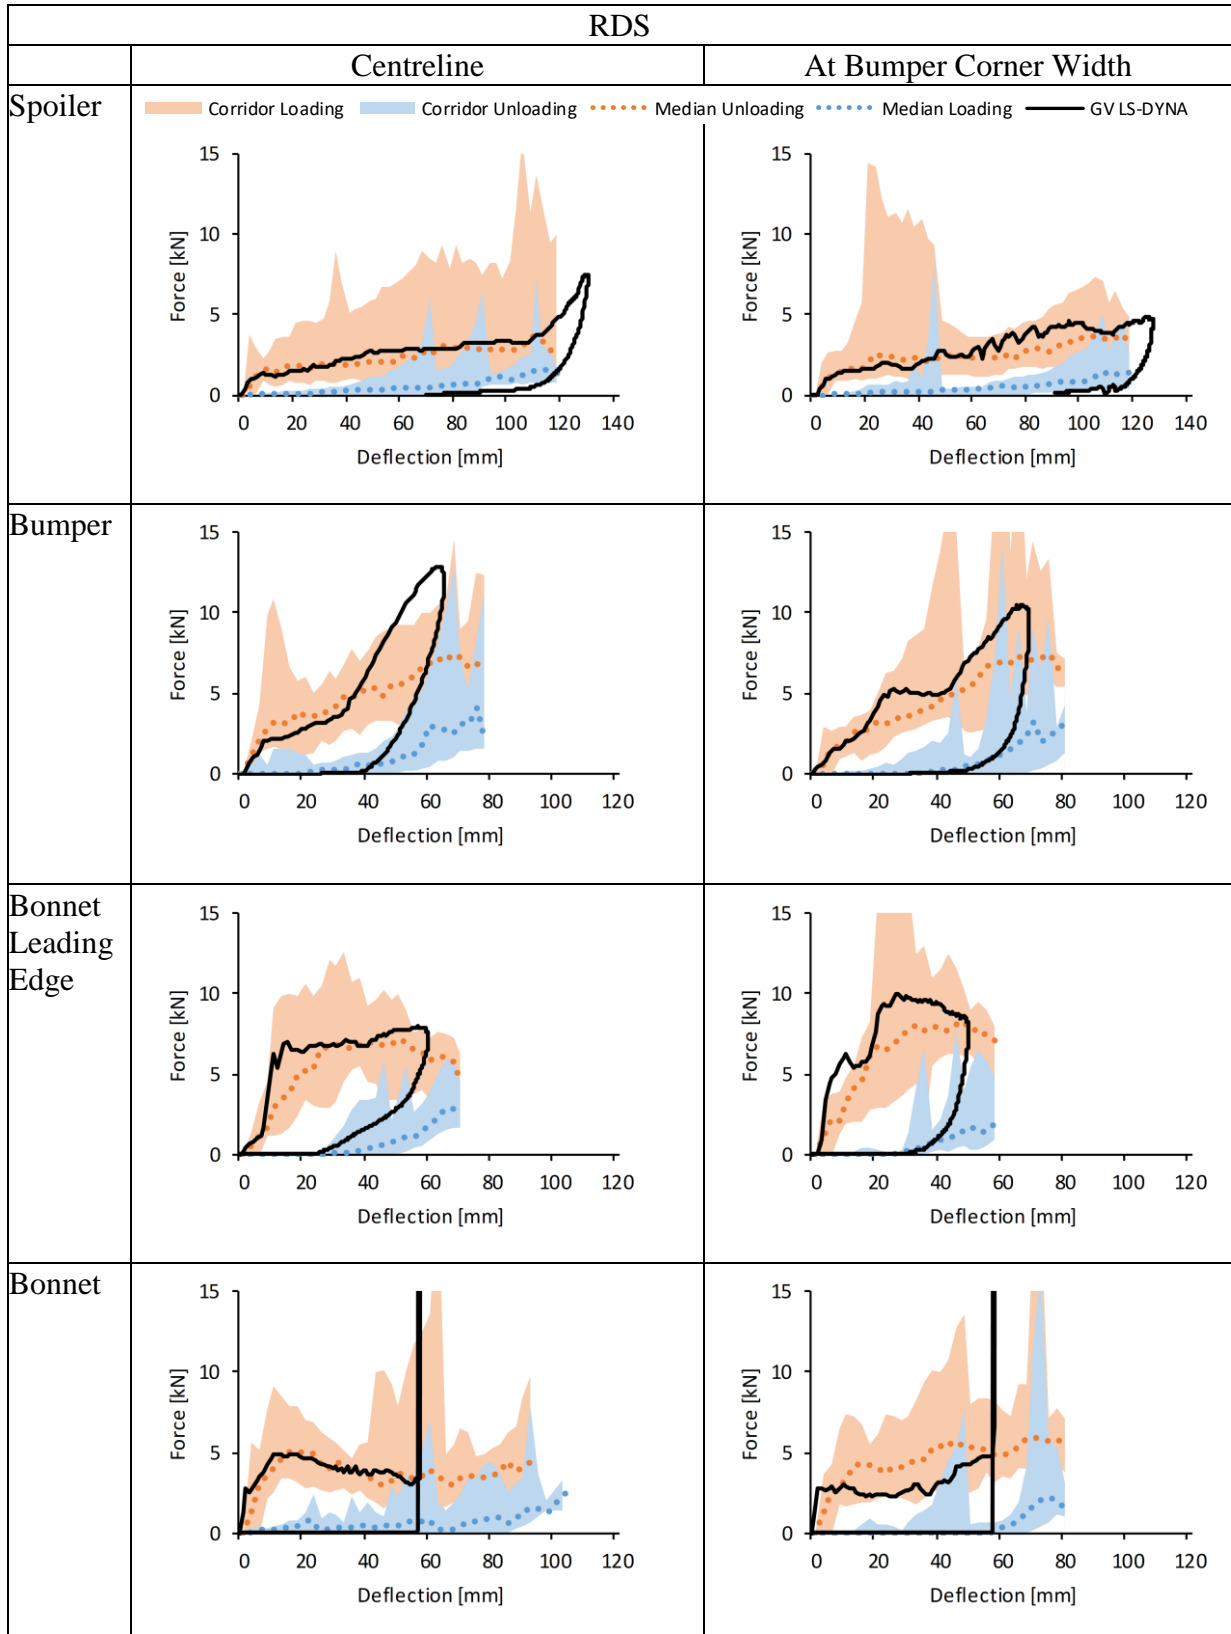 RDS
Centreline At Bumper Corner Width
Spoiler
Corridor Loading Corridor Unloading Median Unloading Median Loading GV LS-DYNA
15
10
5
0
Force [kN]
0 20 40 60 80 100 120 140
Deflection [mm]
15
10
5
0
Force [kN]
0 20 40 60 80 100 120 140
Deflection [mm]
Bumper
15
10
5
0
Force [kN]
0 20 40 60 80 100 120
Deflection [mm]
15
10
5
0
Force [kN]
0 20 40 60 80 100 120
Deflection [mm]
Bonnet
Leading
Edge
15
10
5
0
Force [kN]
0 20 40 60 80 100 120
Deflection [mm]
15
10
5
0
Force [kN]
0 20 40 60 80 100 120
Deflection [mm]
Bonnet
15
10
5
0
Force [kN]
0 20 40 60 80 100 120
Deflection [mm]
15
10
5
0
Force [kN]
0 20 40 60 80 100 120
Deflection [mm]